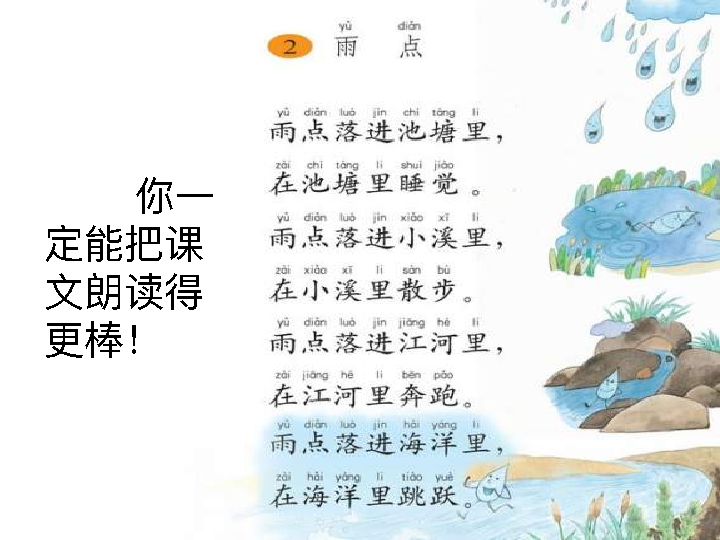 你一
定能把课
文朗读得
更棒！
yǔ diǎn
2 雨 点
yǔ diǎn luò jìn chí táng lǐ
雨点落进池塘里，
zài chí táng lǐ shuì jiào
在池塘里睡觉。
yǔ diǎn luò jìn xiǎo xī lǐ
雨点落进小溪里，
zài xiǎo xī lǐ sàn bù
在小溪里散步。
yǔ diǎn luò jìn jiāng hé lǐ
雨点落进江河里，
zài jiāng hé lǐ bēn pǎo
在江河里奔跑。
yǔ diǎn luò jìn hǎi yáng lǐ
雨点落进海洋里，
zài hǎi yáng lǐ tiào yuè
在海洋里跳跃。